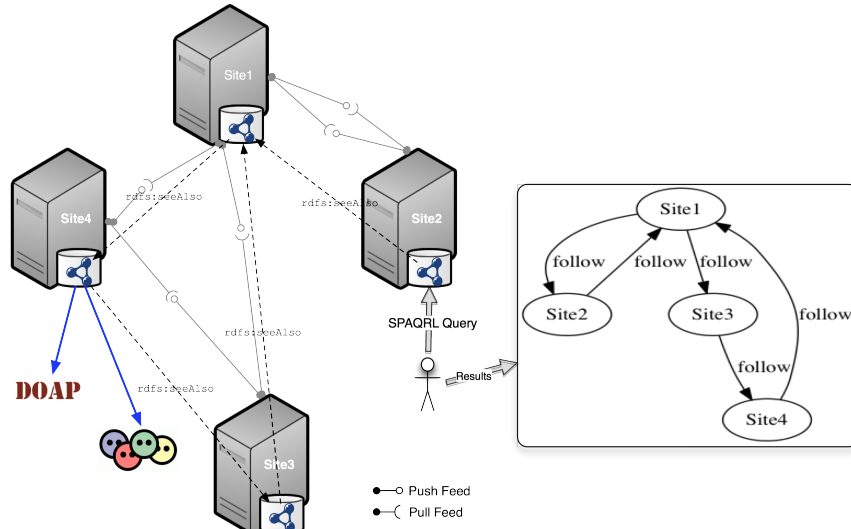 Site1
Site4
rdfs:seeAlso
rdfs:seeAlso
Site2
SPAQRL Query
rdfs:seeAlso
DOAP
rdfs:seeAlso
Results
Site3
Push Feed
Pull Feed
Site1
follow
follow
follow
Site2
Site3
follow
follow
Site4